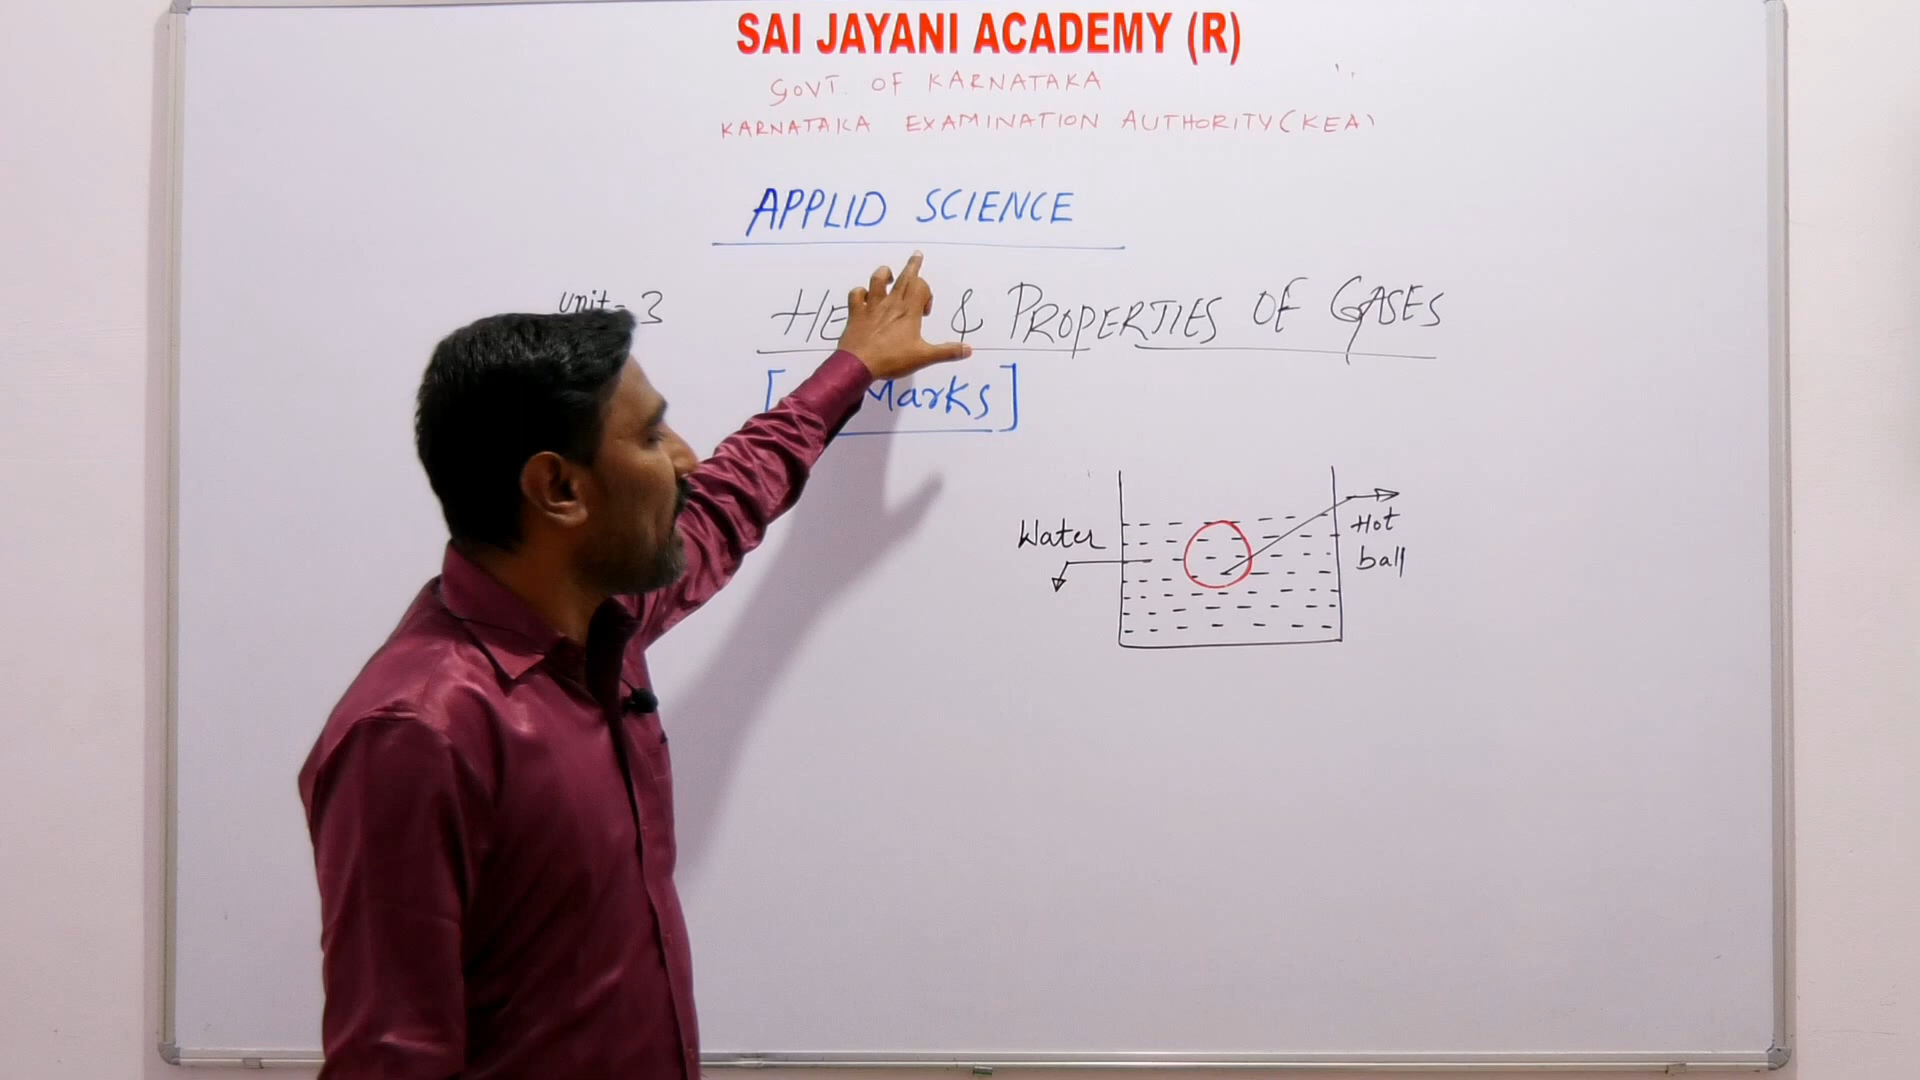 SAI JAYANI ACADEMY (R)
GOVT. OF KARNATAKA
KARNATAKA EXAMINATION AUTHORITY (KEA)
APPLID SCIENCE
Unit - 3
& PROPERTIES OF GASES
[ Marks]
Water
Hot
ball